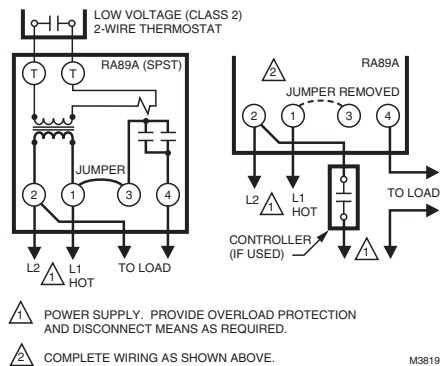 LOW VOLTAGE (CLASS 2)
2-WIRE THERMOSTAT
RA89A (SPST)
T T
JUMPER
2 1 3 4
L2 1 L1 HOT TO LOAD
RA89A
2
JUMPER REMOVED
2 1 3 4
L2 1 L1 HOT
TO LOAD
CONTROLLER
(IF USED)
1
1 POWER SUPPLY. PROVIDE OVERLOAD PROTECTION
AND DISCONNECT MEANS AS REQUIRED.
2 COMPLETE WIRING AS SHOWN ABOVE.
M3819